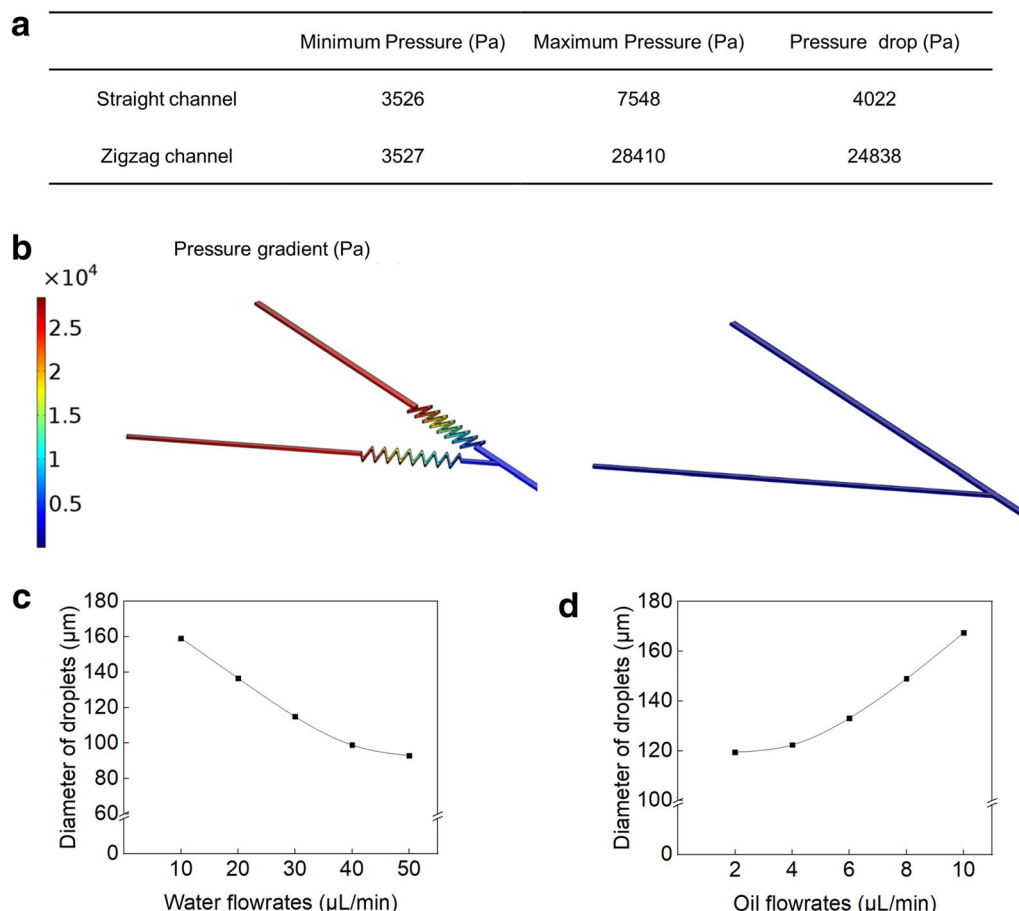 a
Minimum Pressure (Pa) Maximum Pressure (Pa) Pressure drop (Pa)
Straight channel 3526 7548 4022
Zigzag channel 3527 28410 24838
b
Pressure gradient (Pa)
×10⁴
2.5
2
1.5
1
0.5
c
Diameter of droplets (μm)
180
160
140
120
100
80
60
0
10 20 30 40 50
Water flowrates (μL/min)
d
Diameter of droplets (μm)
180
160
140
120
100
0
2 4 6 8 10
Oil flowrates (μL/min)